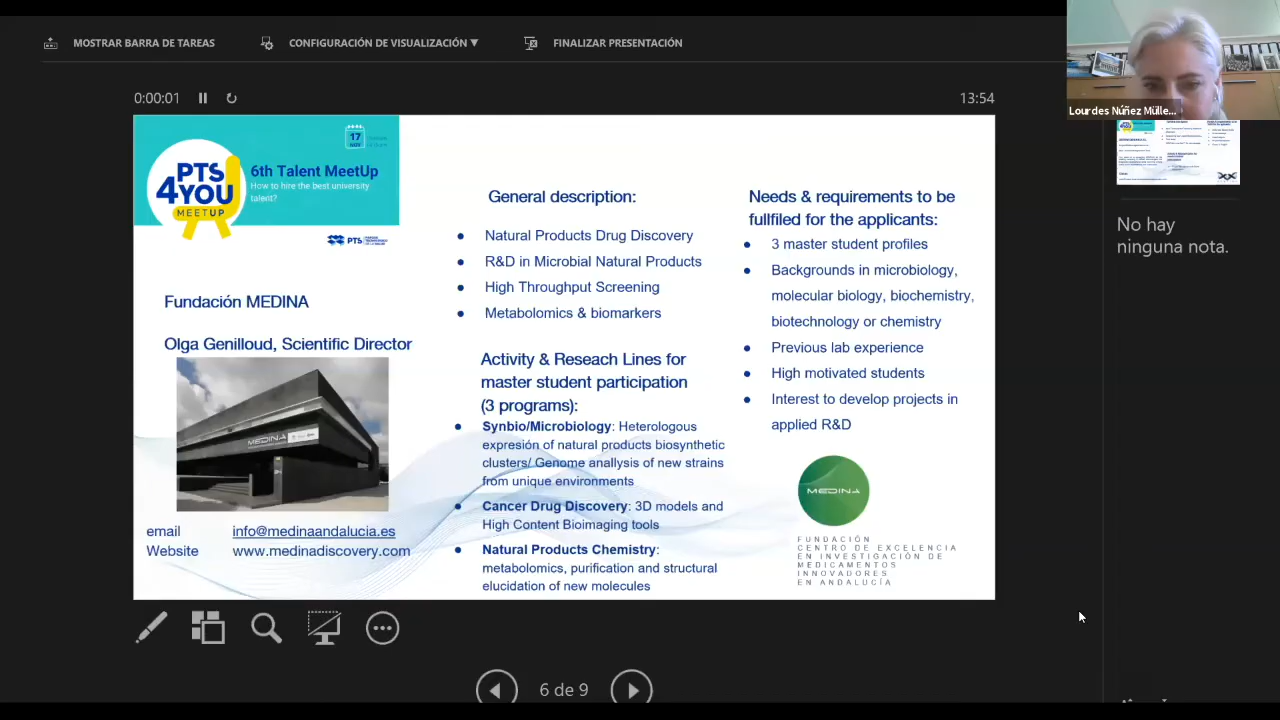 MOSTRAR BARRA DE TAREAS
CONFIGURACIÓN DE VISUALIZACIÓN
FINALIZAR PRESENTACIÓN
Lourdes Núñez Mülle...
0:00:01
13:54
17
PTS
4YOU
MEETUP
6th Talent MeetUp
How to hire the best university
talent?
PTS
Fundación MEDINA
Olga Genilloud, Scientific Director
MEDINA
email info@medinaandalucia.es
Website www.medinadiscovery.com
General description:
Natural Products Drug Discovery
R&D in Microbial Natural Products
High Throughput Screening
Metabolomics & biomarkers
Activity & Reseach Lines for
master student participation
(3 programs):
Synbio/Microbiology: Heterologous
expresión of natural products biosynthetic
clusters/ Genome anallysis of new strains
from unique environments
Cancer Drug Discovery: 3D models and
High Content Bioimaging tools
Natural Products Chemistry:
metabolomics, purification and structural
elucidation of new molecules
Needs & requirements to be
fullfiled for the applicants:
3 master student profiles
Backgrounds in microbiology,
molecular biology, biochemistry,
biotechnology or chemistry
Previous lab experience
High motivated students
Interest to develop projects in
applied R&D
MEDINA
FUNDACIÓN
CENTRO DE EXCELENCIA
EN INVESTIGACIÓN DE
MEDICAMENTOS
INNOVADORES
EN ANDALUCÍA
No hay
ninguna nota.
6 de 9